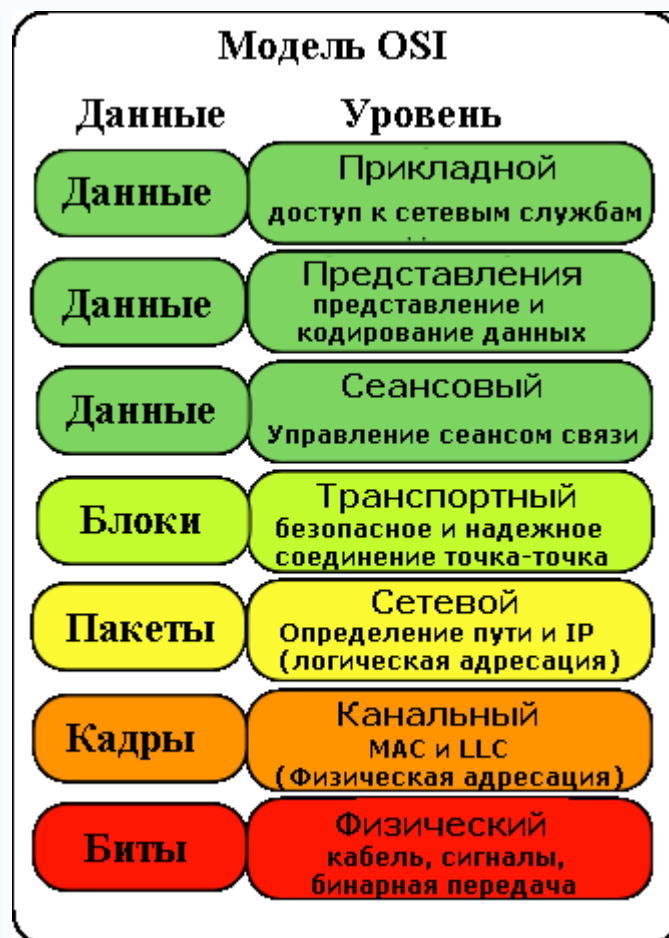 Модель OSI
Данные Уровень
Данные Прикладной
доступ к сетевым службам
Данные Представления
представление и
кодирование данных
Данные Сеансовый
Управление сеансом связи
Блоки Транспортный
безопасное и надежное
соединение точка-точка
Пакеты Сетевой
Определение пути и IP
(логическая адресация)
Кадры Канальный
MAC и LLC
(Физическая адресация)
Биты Физический
кабель, сигналы,
бинарная передача